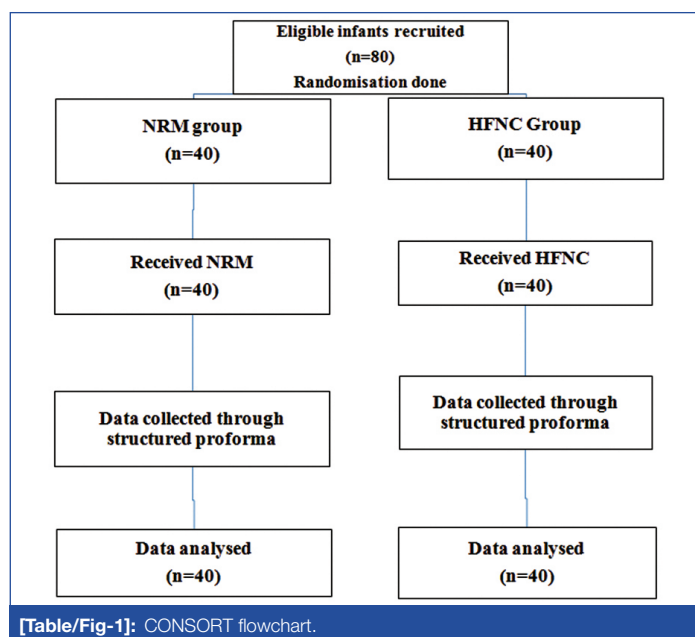 Eligible infants recruited
(n=80)
Randomisation done
NRM group
(n=40)
HFNC Group
(n=40)
Received NRM
(n=40)
Received HFNC
(n=40)
Data collected through
structured proforma
Data collected through
structured proforma
Data analysed
(n=40)
Data analysed
(n=40)
[Table/Fig-1]: CONSORT flowchart.